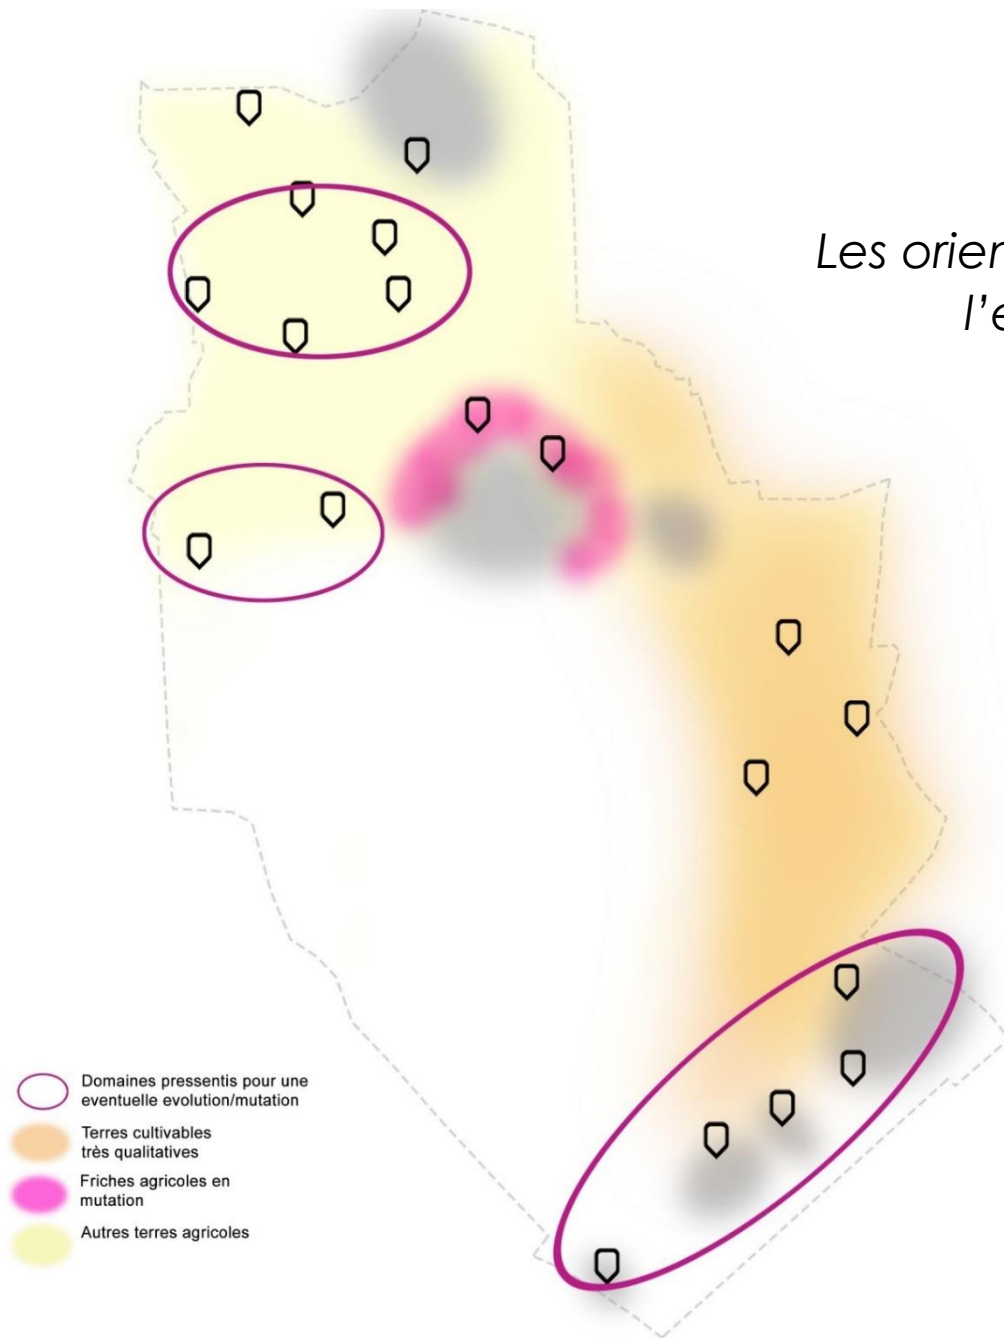 Les orien
l'e
Domaines pressentis pour une
eventuelle evolution/mutation
Terres cultivables
très qualitatives
Friches agricoles en
mutation
Autres terres agricoles